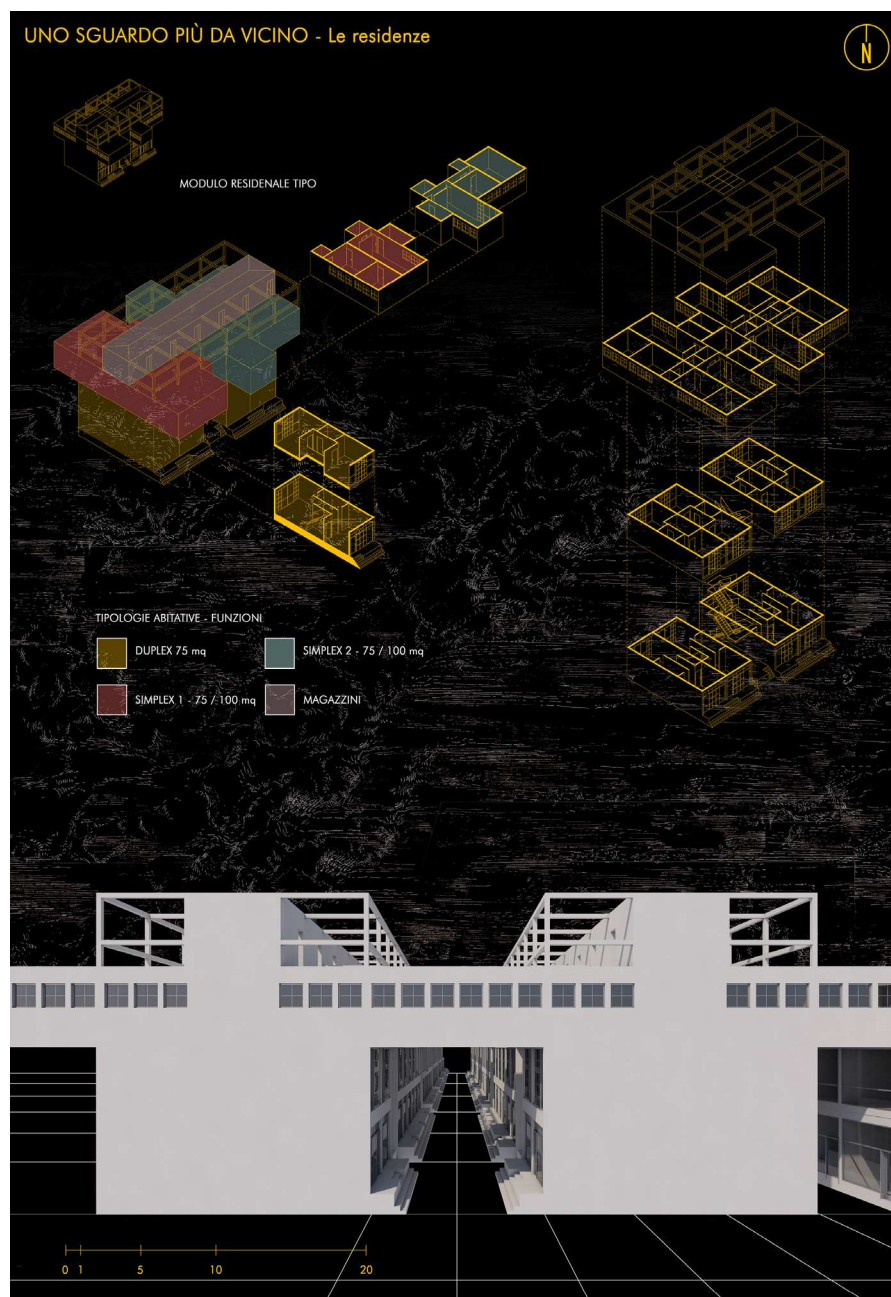 UNO SGUARDO PIÙ DA VICINO - Le residenze
N
MODULO RESIDENALE TIPO
TIPOLOGIE ABITATIVE - FUNZIONI
DUPLEX 75 mq
SIMPLEX 2 - 75 / 100 mq
SIMPLEX 1 - 75 / 100 mq
MAGAZZINI
0 1 5 10 20